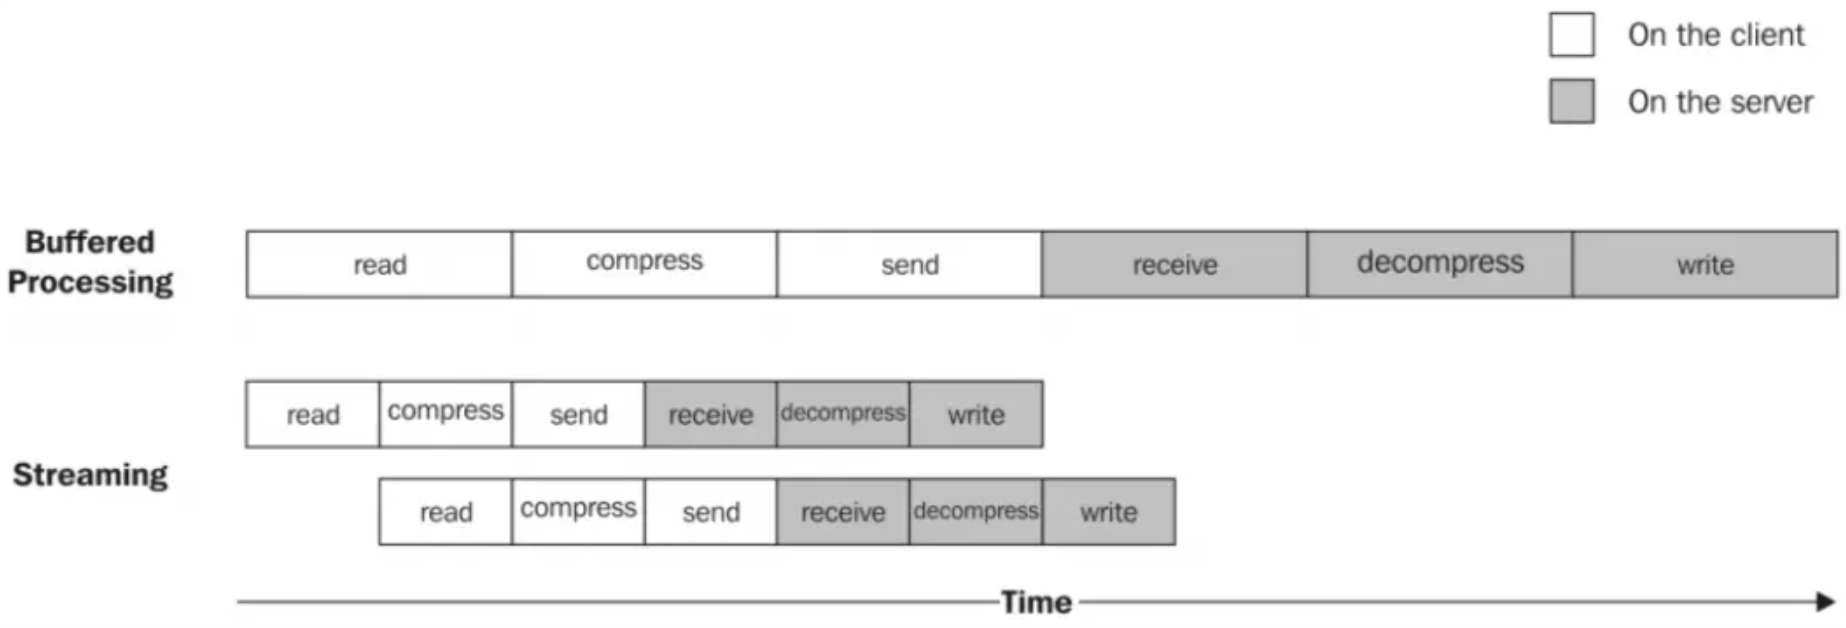 On the client
On the server
Buffered
Processing
read compress send receive decompress write
read compress send receive decompress write
Streaming
read compress send receive decompress write
Time